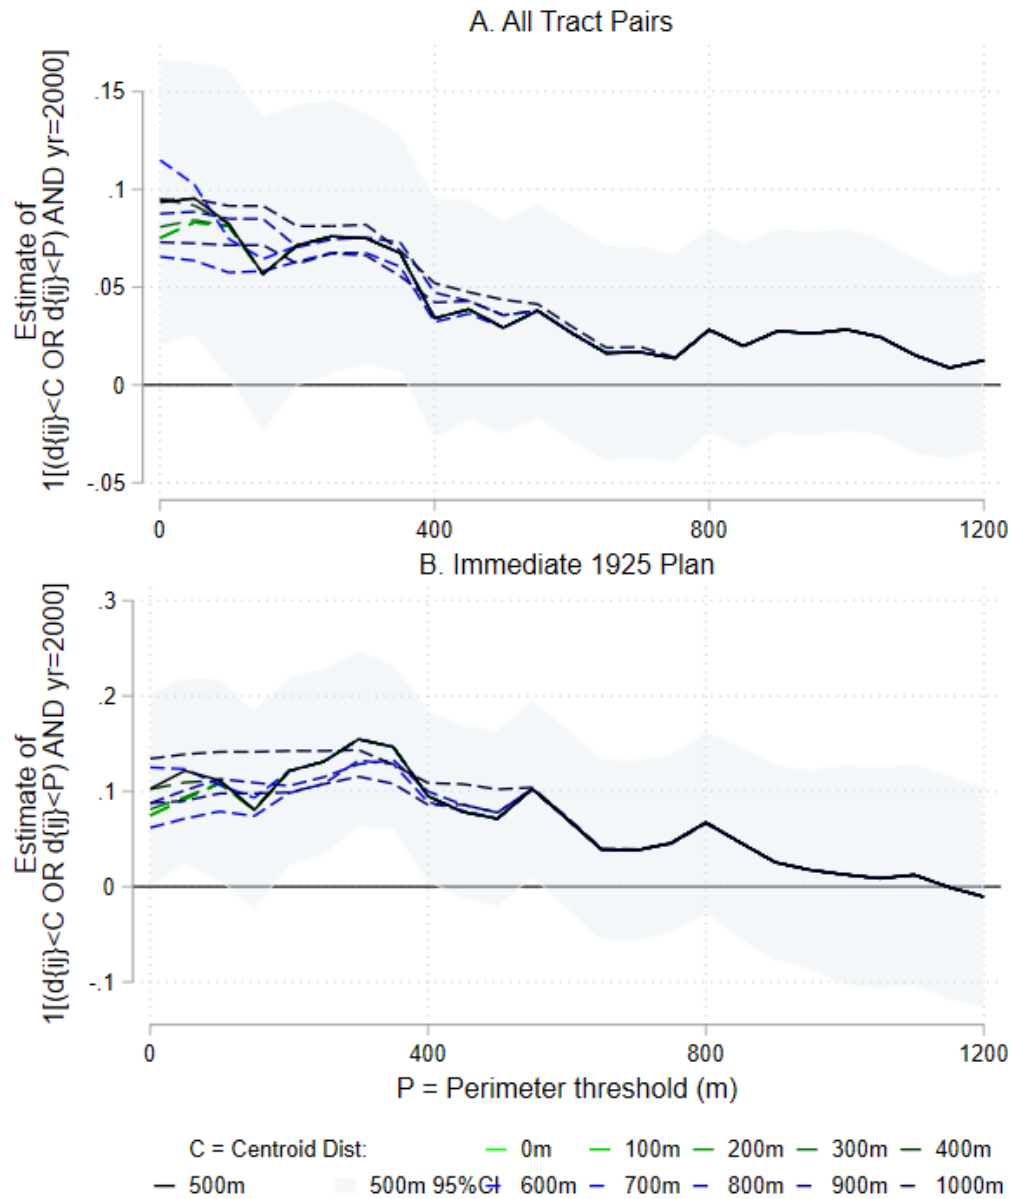 A. All Tract Pairs
Estimate of
1[(d{ij}<C OR d{ij}<P) AND yr=2000]
.15
.1
.05
0
-.05
0 400 800 1200
B. Immediate 1925 Plan
Estimate of
1[(d{ij}<C OR d{ij}<P) AND yr=2000]
.3
.2
.1
0
-.1
0 400 800 1200
P = Perimeter threshold (m)
C = Centroid Dist: 0m 100m 200m 300m 400m
500m 500m 95%CI 600m 700m 800m 900m 1000m